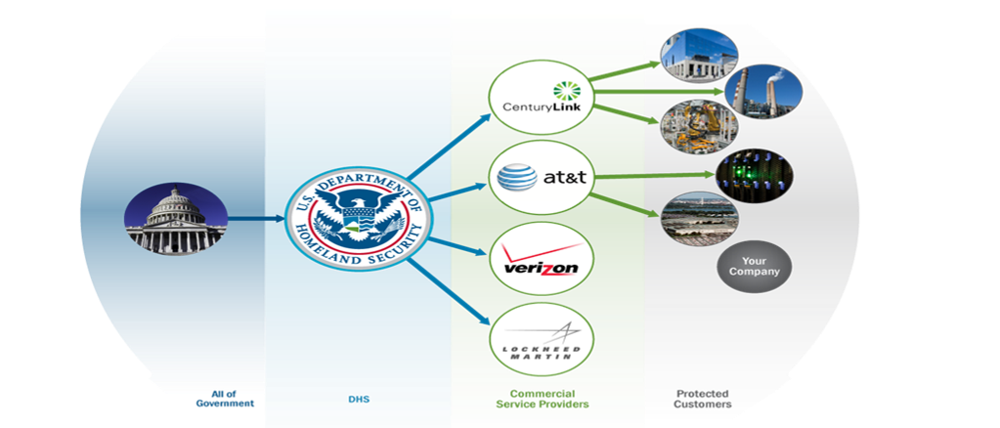 U.S. DEPARTMENT OF
HOMELAND SECURITY
CenturyLink
at&t
verizon
LOCKHEED
MARTIN
Your
Company
All of
Government
DHS
Commercial
Service Providers
Protected
Customers